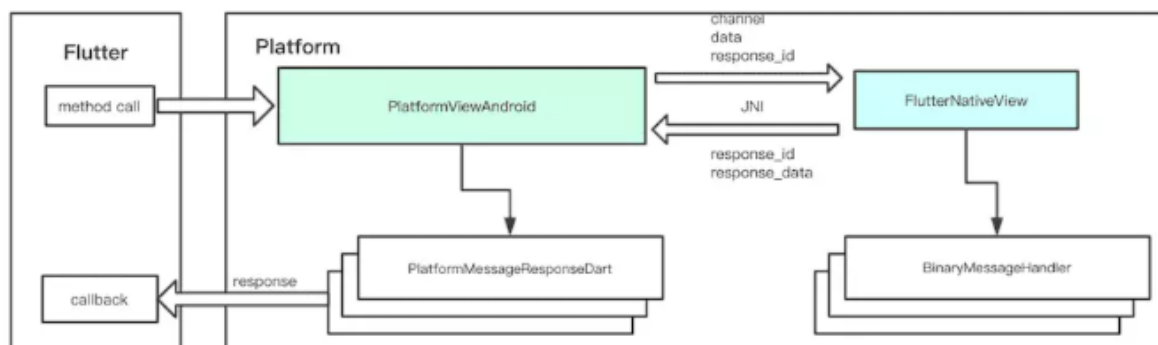 Flutter
method call
callback
Platform
PlatformViewAndroid
channel
data
response_id
JNI
response_id
response_data
FlutterNativeView
PlatformMessageResponseDart
response
BinaryMessageHandler